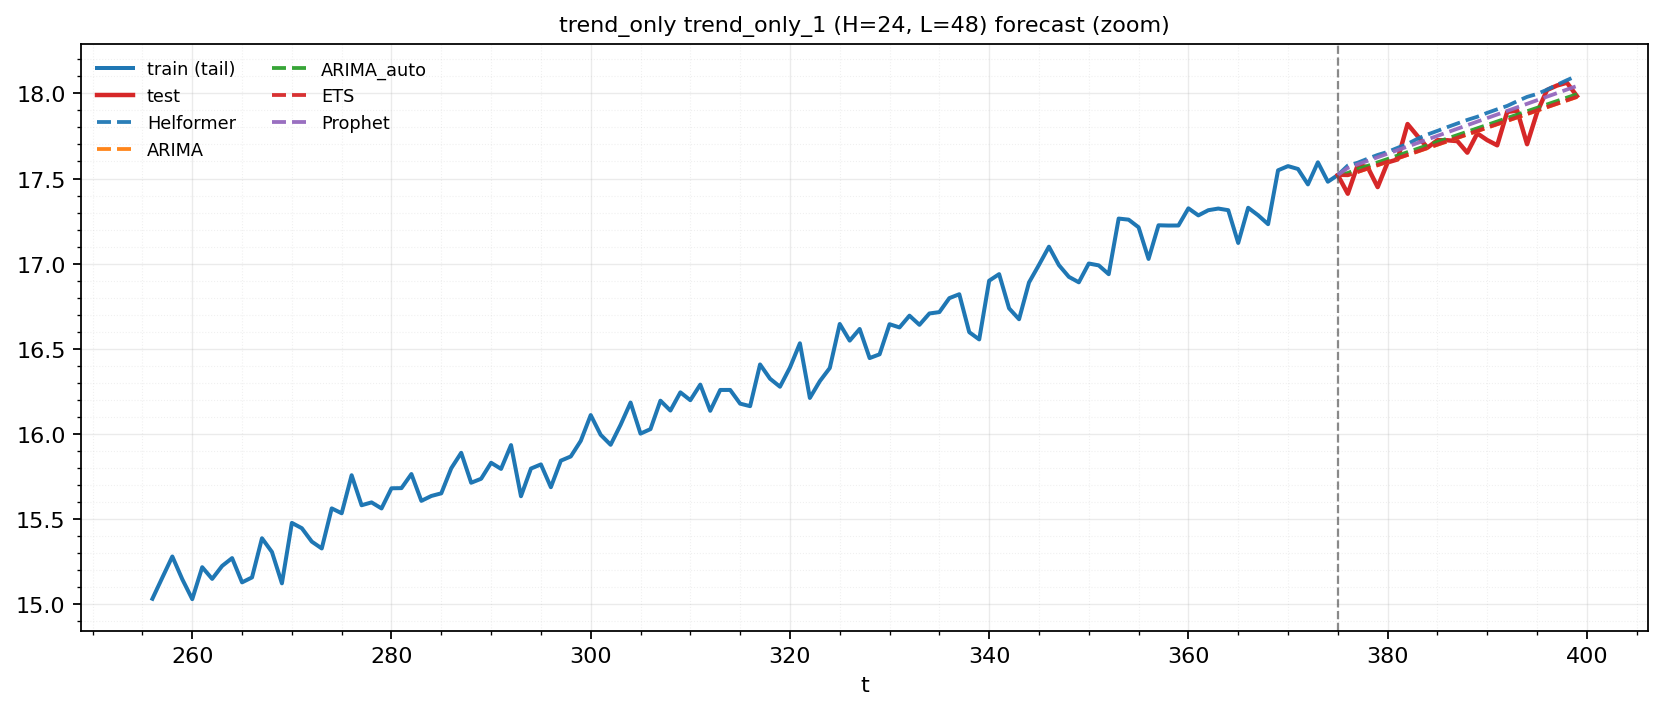 trend_only trend_only_1 (H=24, L=48) forecast (zoom)
train (tail)
test
Helformer
ARIMA
ARIMA_auto
ETS
Prophet
18.0
17.5
17.0
16.5
16.0
15.5
15.0
260 280 300 320 340 360 380 400
t